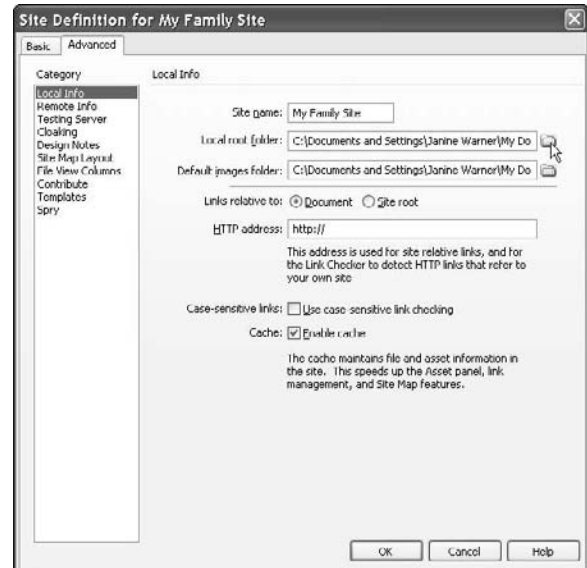 Site Definition for My Family Site
Basic Advanced
Category
Local Info
Remote Info
Testing Server
Cloaking
Design Notes
Site Map Layout
File View Columns
Contribute
Templates
Spry
Local Info
Site name: My Family Site
Local root folder: C:\Documents and Settings\Janine Warner\My Do
Default images folder: C:\Documents and Settings\Janine Warner\My Do
Links relative to: Document Site root
HTTP address: http://
This address is used for site relative links, and for
the Link Checker to detect HTTP links that refer to
your own site
Case-sensitive links: Use case-sensitive link checking
Cache: Enable cache
The cache maintains file and asset information in
the site. This speeds up the Asset panel, link
management, and Site Map features.
OK Cancel Help